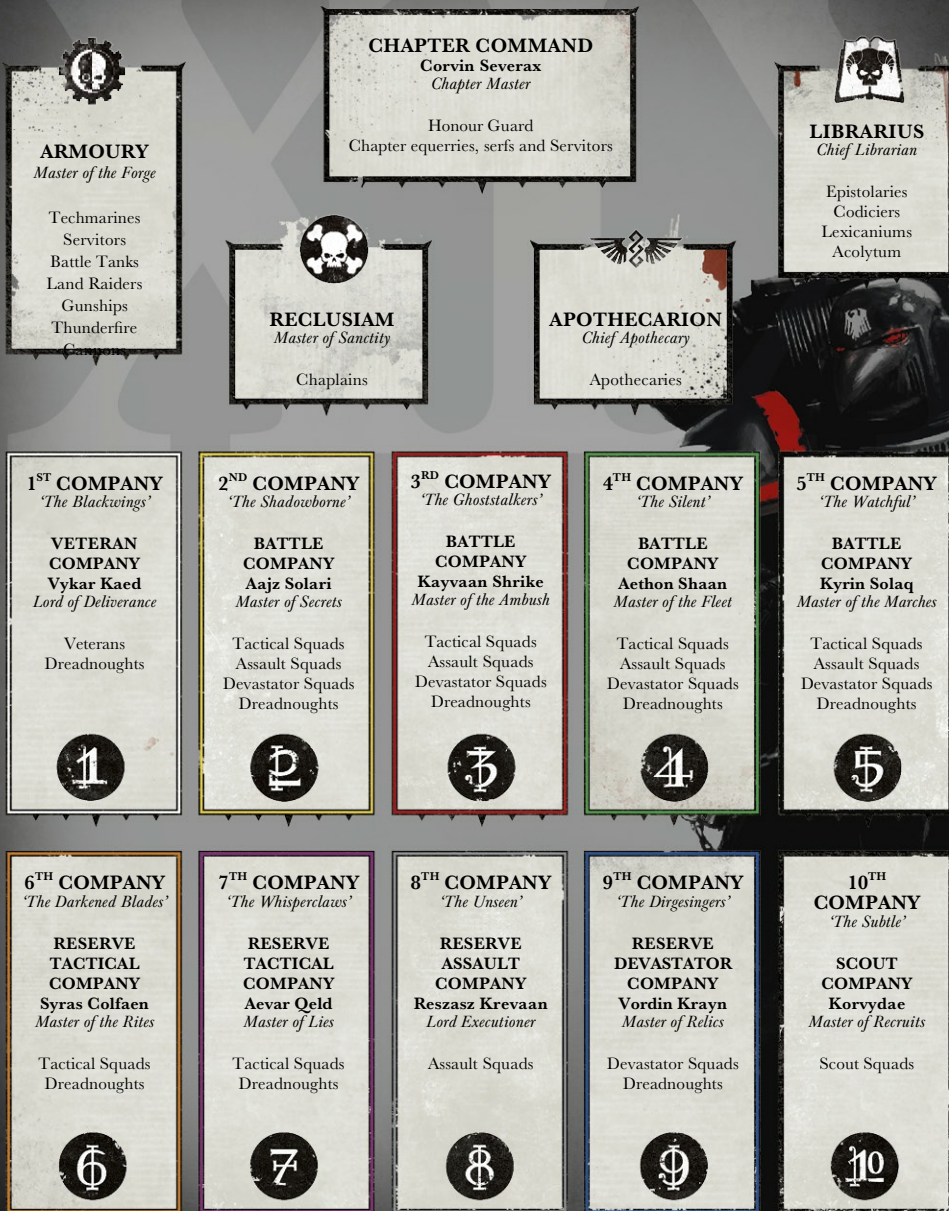 CHAPTER COMMAND
Corvin Severax
Chapter Master
Honour Guard
Chapter equerries, serfs and Servitors
ARMOURY
Master of the Forge
Techmarines
Servitors
Battle Tanks
Land Raiders
Gunships
Thunderfire
Cannons
LIBRARIUS
Chief Librarian
Epistolaries
Codiciers
Lexicaniums
Acolytum
RECLUSIAM
Master of Sanctity
Chaplains
APOTHECARION
Chief Apothecary
Apothecaries
1ST COMPANY
‘The Blackwings’
VETERAN
COMPANY
Vykar Kaed
Lord of Deliverance
Veterans
Dreadnoughts
1
2ND COMPANY
‘The Shadowborne’
BATTLE
COMPANY
Aajz Solari
Master of Secrets
Tactical Squads
Assault Squads
Devastator Squads
Dreadnoughts
2
3RD COMPANY
‘The Ghoststalkers’
BATTLE
COMPANY
Kayvaan Shrike
Master of the Ambush
Tactical Squads
Assault Squads
Devastator Squads
Dreadnoughts
3
4TH COMPANY
‘The Silent’
BATTLE
COMPANY
Aethon Shaan
Master of the Fleet
Tactical Squads
Assault Squads
Devastator Squads
Dreadnoughts
4
5TH COMPANY
‘The Watchful’
BATTLE
COMPANY
Kyrin Solaq
Master of the Marches
Tactical Squads
Assault Squads
Devastator Squads
Dreadnoughts
5
6TH COMPANY
‘The Darkened Blades’
RESERVE
TACTICAL
COMPANY
Syras Colfaen
Master of the Rites
Tactical Squads
Dreadnoughts
6
7TH COMPANY
‘The Whisperclaws’
RESERVE
TACTICAL
COMPANY
Aevar Qeld
Master of Lies
Tactical Squads
Dreadnoughts
7
8TH COMPANY
‘The Unseen’
RESERVE
ASSAULT
COMPANY
Reszasz Krevaan
Lord Executioner
Assault Squads
8
9TH COMPANY
‘The Dirgesingers’
RESERVE
DEVASTATOR
COMPANY
Vordin Krayn
Master of Relics
Devastator Squads
Dreadnoughts
9
10TH
COMPANY
‘The Subtle’
SCOUT
COMPANY
Korvydae
Master of Recruits
Scout Squads
10